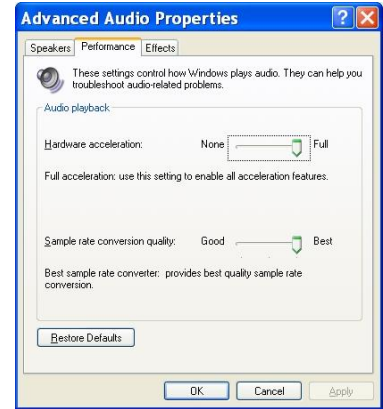 Advanced Audio Properties
Speakers Performance Effects
These settings control how Windows plays audio. They can help you
troubleshoot audio-related problems.
Audio playback
Hardware acceleration: None Full
Full acceleration: use this setting to enable all acceleration features.
Sample rate conversion quality: Good Best
Best sample rate converter: provides best quality sample rate
conversion.
Restore Defaults
OK Cancel Apply